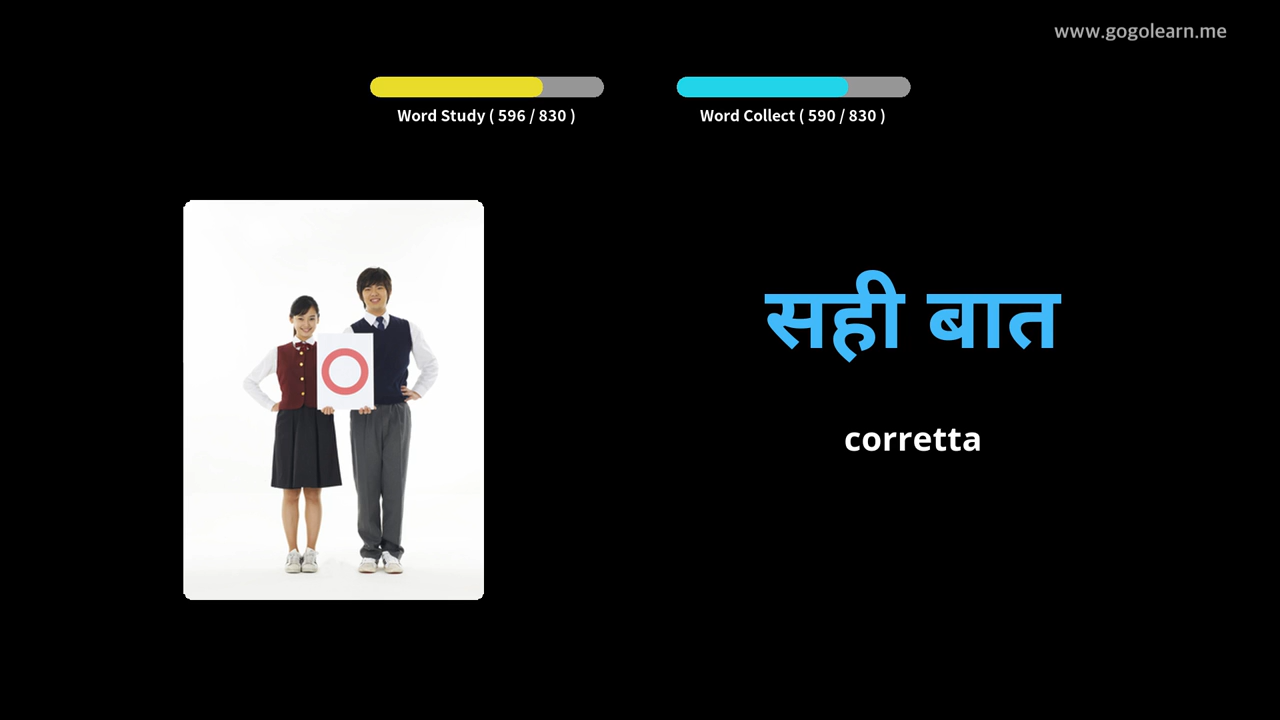 www.gogolearn.me
Word Study ( 596 / 830 )
Word Collect ( 590 / 830 )
सही बात
corretta